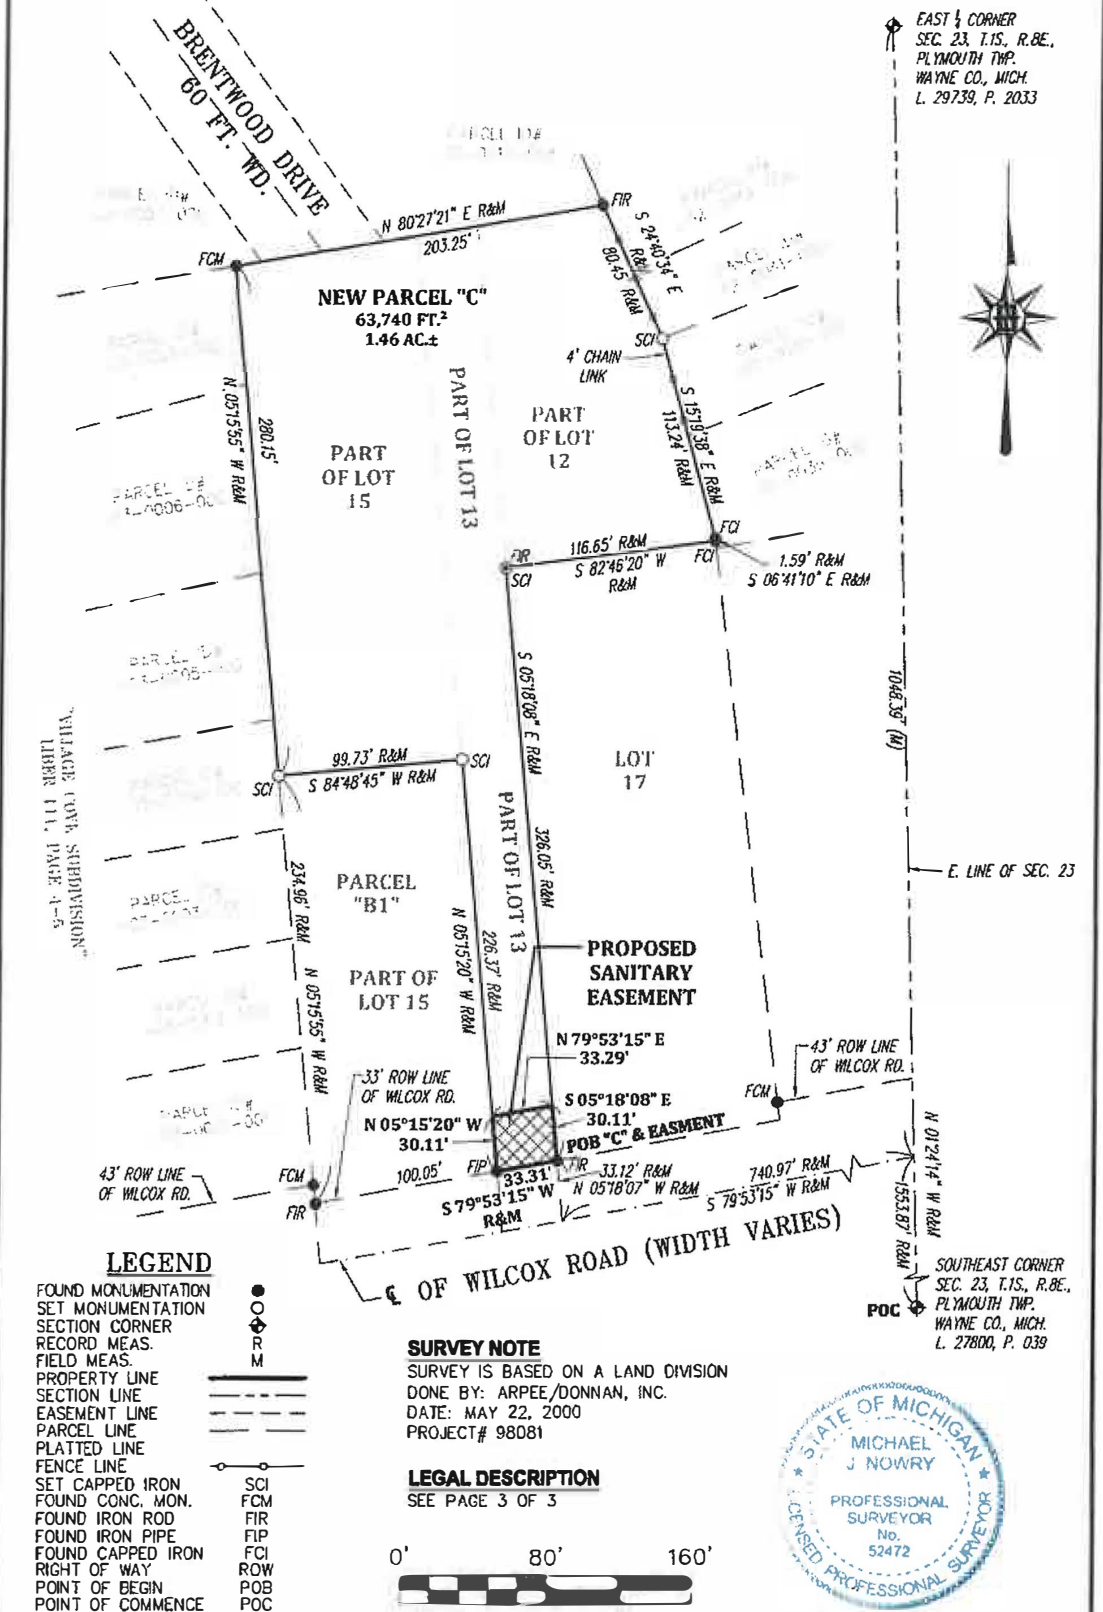 EAST ¼ CORNER
SEC. 23, T.1S., R.8E.,
PLYMOUTH TWP.
WAYNE CO., MICH.
L. 29739, P. 2033
BRENTWOOD DRIVE
60 FT. WD.
N 80°27'21" E R&M
203.25'
FIR
FCM
S 24°40'34" E
R&M
80.45 R&M
NEW PARCEL "C"
63,740 FT.²
1.46 AC.±
SCI
4' CHAIN
LINK
N 05°15'55" W R&M
280.15'
PART
OF LOT
15
PART OF LOT 13
PART
OF LOT
12
S 15°19'38" E R&M
113.24' R&M
FCI
FCI
FIR
SCI
116.65' R&M
S 82°46'20" W
R&M
1.59' R&M
S 06°41'10" E R&M
1048.39' (M)
S 05°18'08" E R&M
326.05' R&M
LOT
17
99.73' R&M
S 84°48'45" W R&M
SCI
SCI
"VILLAGE COVE SUBDIVISION"
LIBER 111, PAGE 4-5
PART OF LOT 13
E. LINE OF SEC. 23
234.96' R&M
N 05°15'55" W R&M
PARCEL
"B1"
PART OF
LOT 15
N 05°15'20" W R&M
226.37' R&M
PROPOSED
SANITARY
EASEMENT
N 79°53'15" E
33.29'
43' ROW LINE
OF WILCOX RD.
33' ROW LINE
OF WILCOX RD.
FCM
S 05°18'08" E
30.11'
N 05°15'20" W
30.11'
POB "C" & EASMENT
N 01°24'14" W R&M
153.87' R&M
43' ROW LINE
OF WILCOX RD.
FCM
FIR
100.05'
FIP
33.31'
FIR
S 79°53'15" W
R&M
33.12' R&M
N 05°18'07" W R&M
740.97' R&M
S 79°53'15" W R&M
℄ OF WILCOX ROAD (WIDTH VARIES)
POC
SOUTHEAST CORNER
SEC. 23, T.1S., R.8E.,
PLYMOUTH TWP.
WAYNE CO., MICH.
L. 27800, P. 039
LEGEND
FOUND MONUMENTATION
SET MONUMENTATION
SECTION CORNER
RECORD MEAS. R
FIELD MEAS. M
PROPERTY LINE
SECTION LINE
EASEMENT LINE
PARCEL LINE
PLATTED LINE
FENCE LINE
SET CAPPED IRON SCI
FOUND CONC. MON. FCM
FOUND IRON ROD FIR
FOUND IRON PIPE FIP
FOUND CAPPED IRON FCI
RIGHT OF WAY ROW
POINT OF BEGIN POB
POINT OF COMMENCE POC
SURVEY NOTE
SURVEY IS BASED ON A LAND DIVISION
DONE BY: ARPEE/DONNAN, INC.
DATE: MAY 22, 2000
PROJECT# 98081
LEGAL DESCRIPTION
SEE PAGE 3 OF 3
0' 80' 160'
STATE OF MICHIGAN
MICHAEL
J NOWRY
PROFESSIONAL
SURVEYOR
No.
52472
LICENSED PROFESSIONAL SURVEYOR